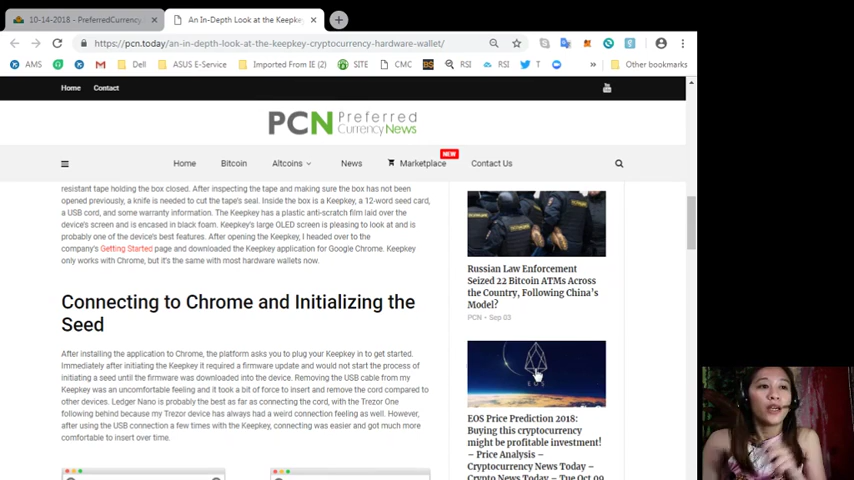 10-14-2018 - PreferredCurrency
An In-Depth Look at the Keepkey
https://pcn.today/an-in-depth-look-at-the-keepkey-cryptocurrency-hardware-wallet/
AMS
Dell
ASUS E-Service
Imported From IE (2)
SITE
CMC
RSI
RSI
T
»
Other bookmarks
Home
Contact
PCN Preferred
Currency News
NEW
Home
Bitcoin
Altcoins
News
Marketplace
Contact Us
resistant tape holding the box closed. After inspecting the tape and making sure the box has not been
opened previously, a knife is needed to cut the tape's seal. Inside the box is a Keepkey, a 12-word seed card,
a USB cord, and some warranty information. The Keepkey has a plastic anti-scratch film laid over the
device's screen and is encased in black foam. Keepkey's large OLED screen is pleasing to look at and is
probably one of the device's best features. After opening the Keepkey, I headed over to the
company's Getting Started page and downloaded the Keepkey application for Google Chrome. Keepkey
only works with Chrome, but it's the same with most hardware wallets now.
Connecting to Chrome and Initializing the
Seed
After installing the application to Chrome, the platform asks you to plug your Keepkey in to get started.
Immediately after initiating the Keepkey it required a firmware update and would not start the process of
initiating a seed until the firmware was downloaded into the device. Removing the USB cable from my
Keepkey was an uncomfortable feeling and it took a bit of force to insert and remove the cord compared to
other devices. Ledger Nano is probably the best as far as connecting the cord, with the Trezor One
following behind because my Trezor device has always had a weird connection feeling as well. However,
after using the USB connection a few times with the Keepkey, connecting was easier and got much more
comfortable to insert over time.
Russian Law Enforcement
Seized 22 Bitcoin ATMs Across
the Country, Following China's
Model?
PCN - Sep 03
EOS
EOS Price Prediction 2018:
Buying this cryptocurrency
might be profitable investment!
– Price Analysis –
Cryptocurrency News Today –
Crypto News Today – Tue Oct 09